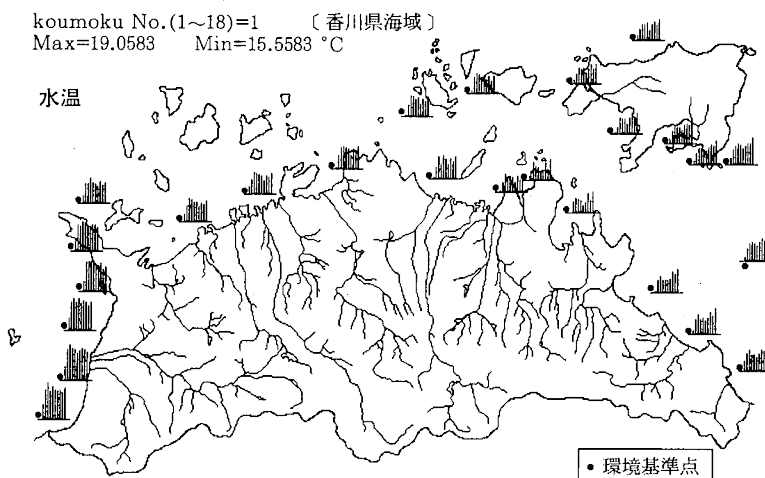 koumoku No.(1～18)=1 〔香川県海域〕
Max=19.0583 Min=15.5583 ℃
水温
• 環境基準点